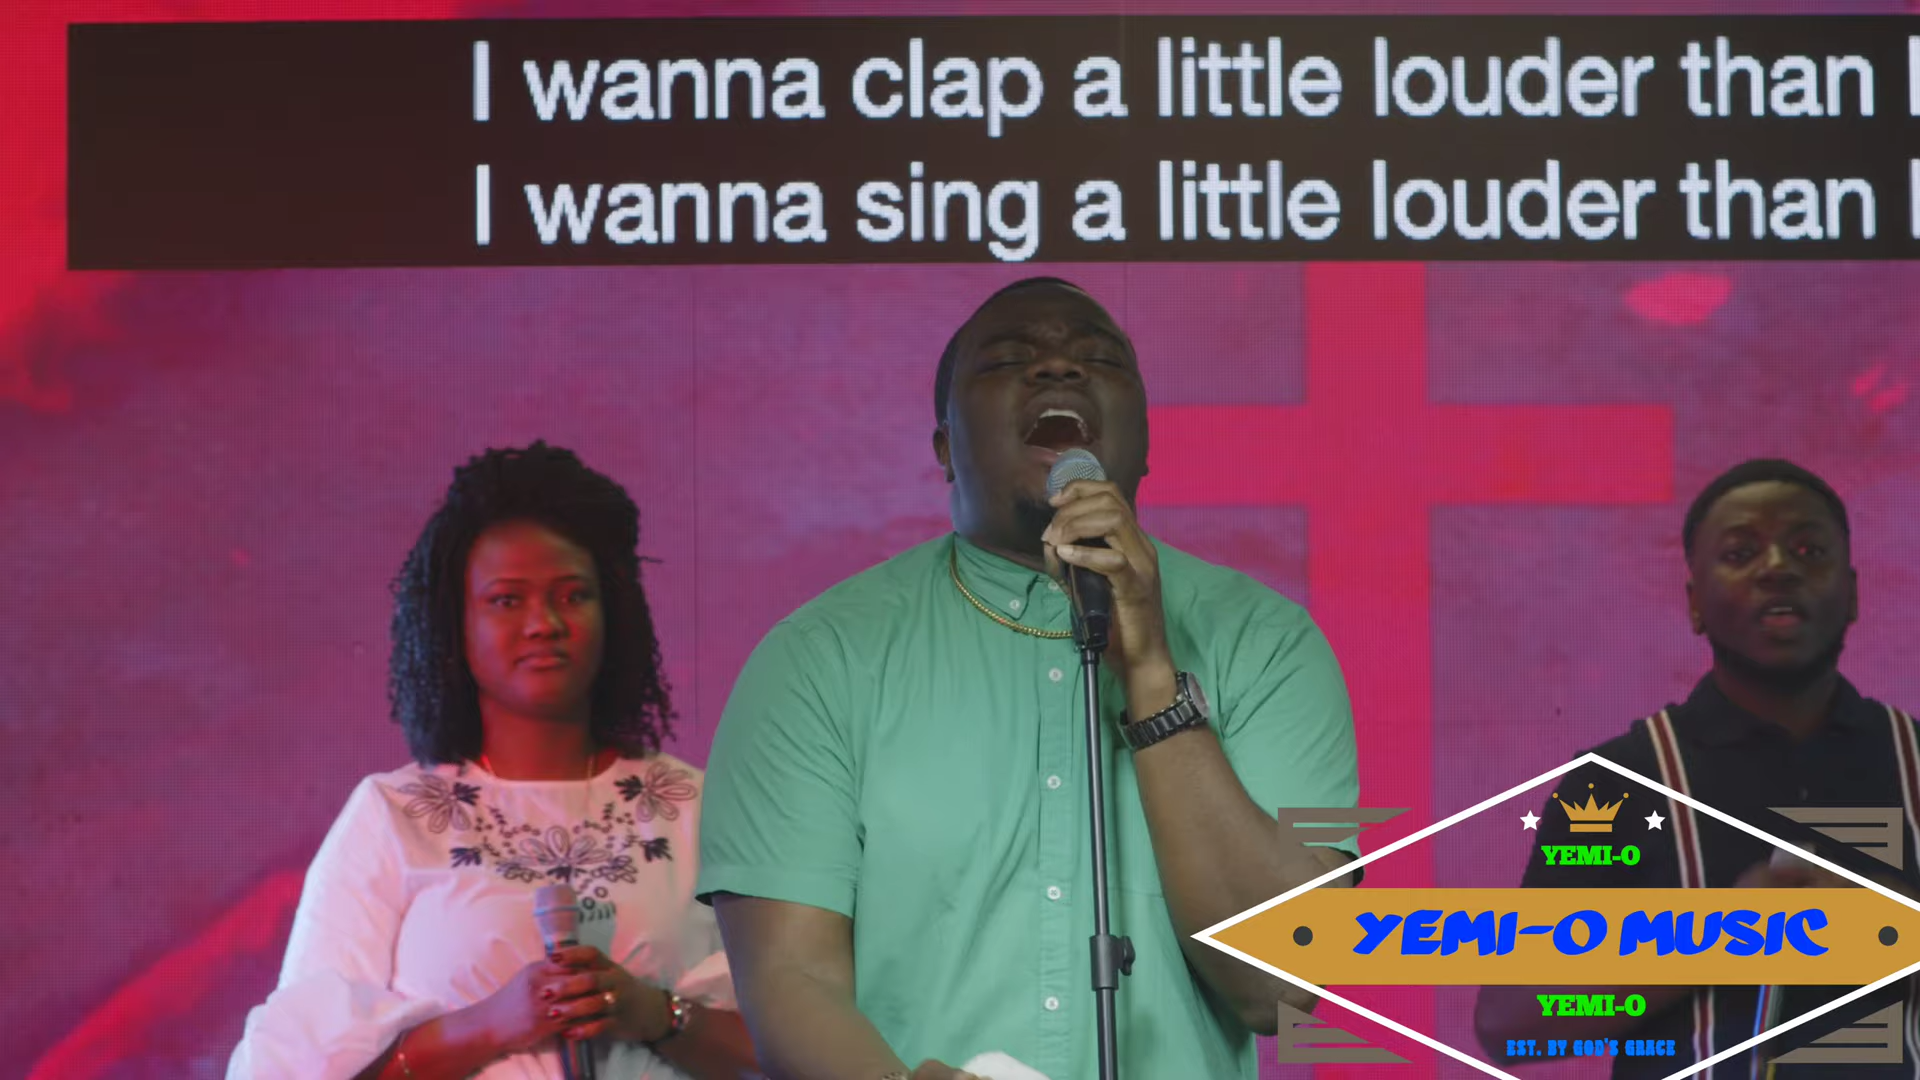 I wanna clap a little louder than
I wanna sing a little louder than
YEMI-O
YEMI-O MUSIC
YEMI-O
EST. BY GOD'S GRACE